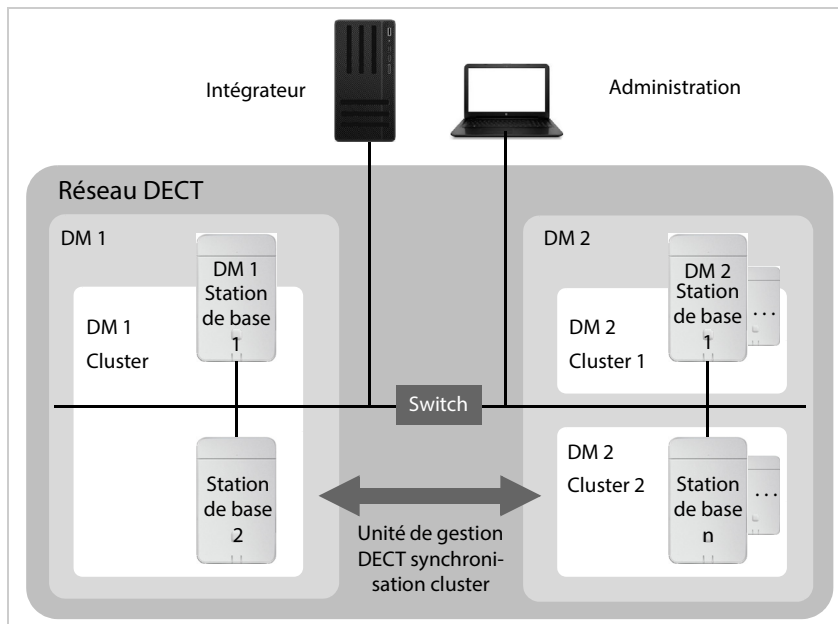 Intégrateur
Administration
Réseau DECT
DM 1
DM 1
Station
de base
1
DM 1
Cluster
Station
de base
2
DM 2
DM 2
Station
de base
1
...
DM 2
Cluster 1
Switch
DM 2
Cluster 2
Station
de base
n
...
Unité de gestion
DECT synchroni-
sation cluster